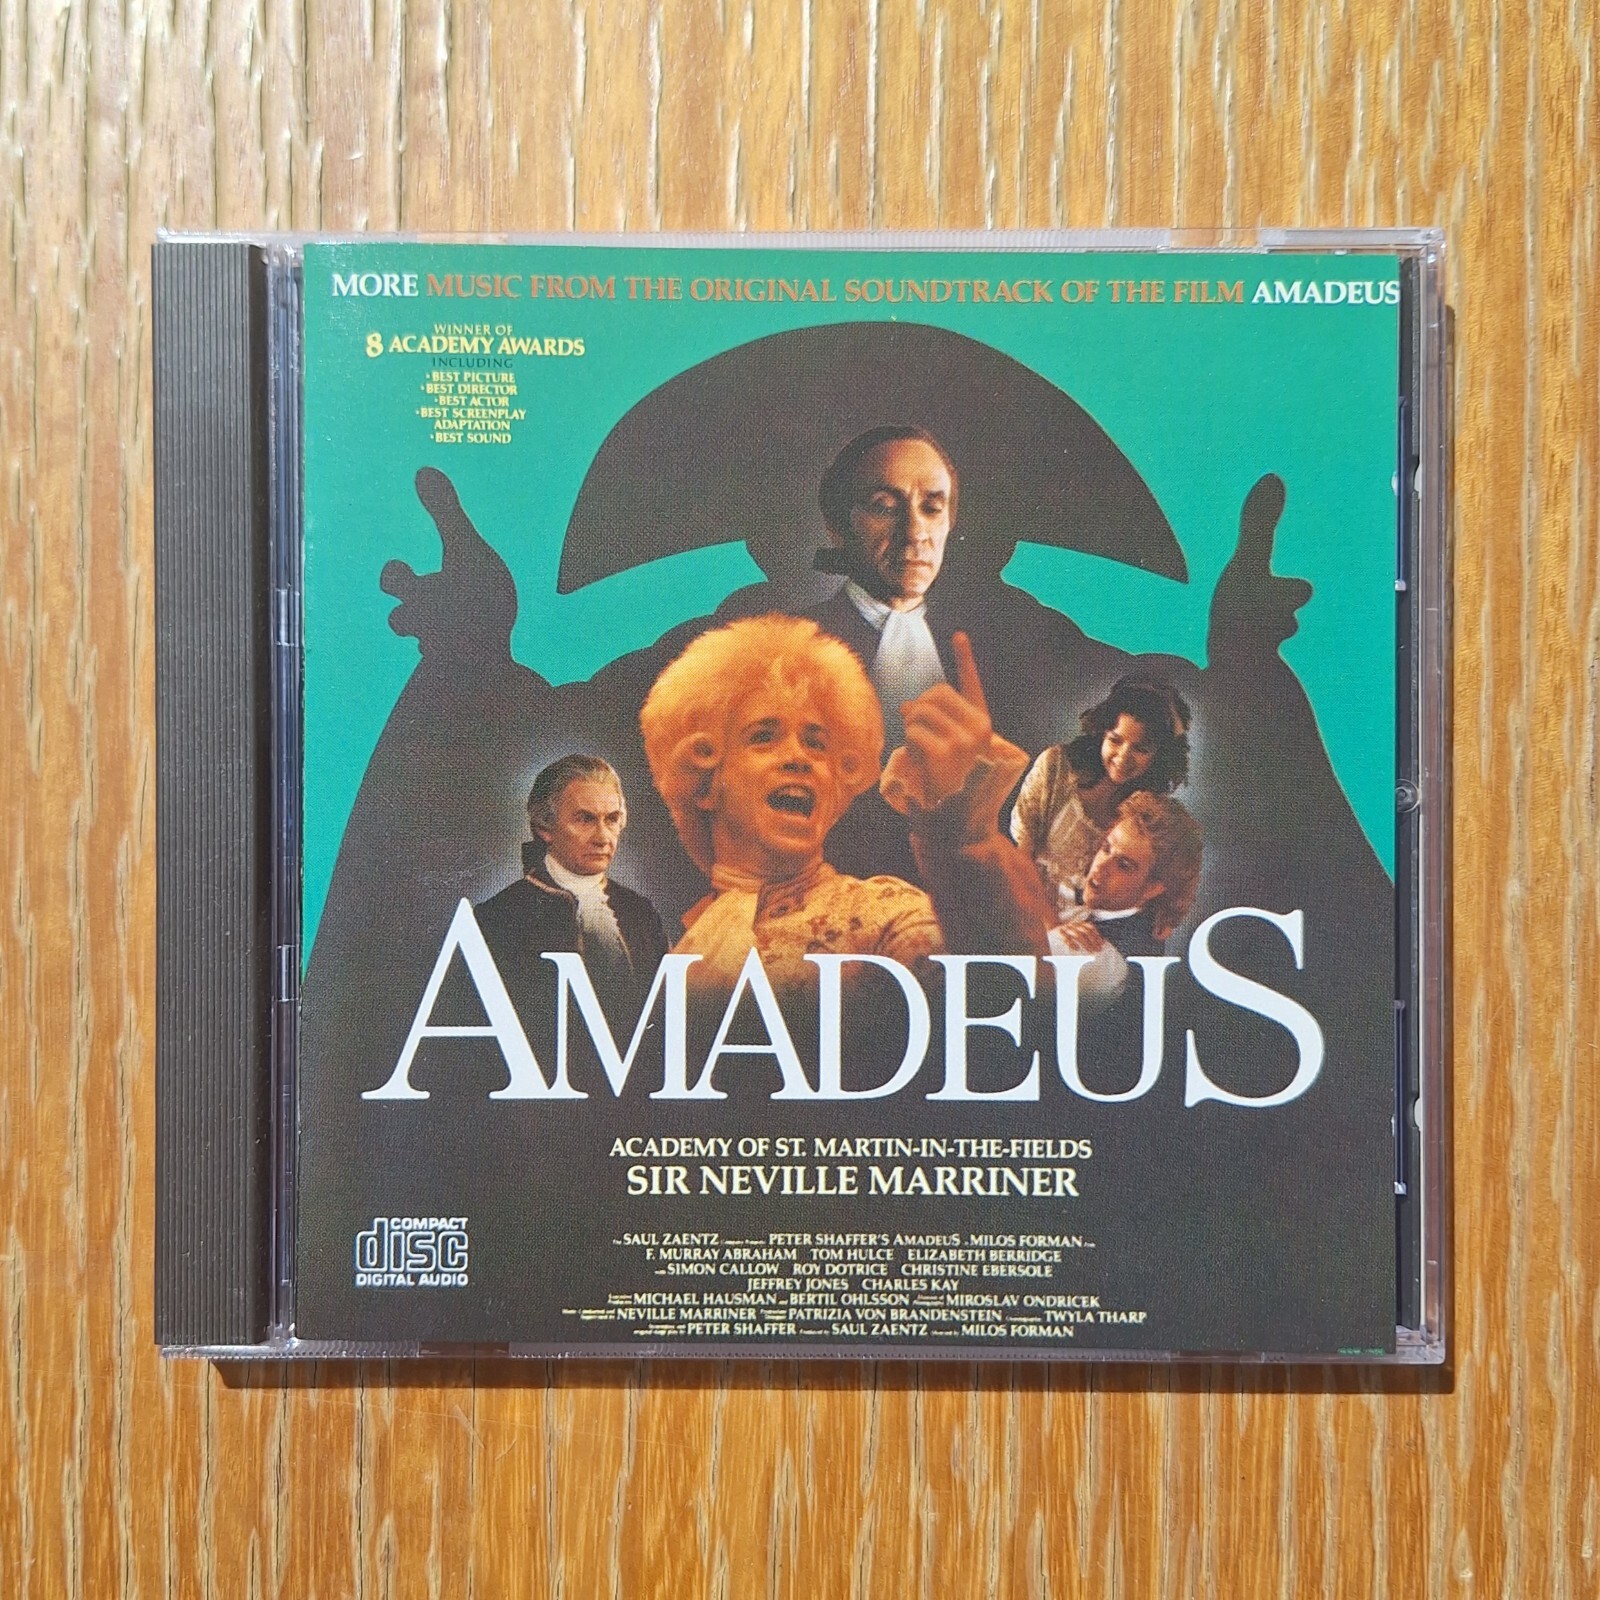 MORE MUSIC FROM THE ORIGINAL SOUNDTRACK OF THE FILM AMADEUS
WINNER OF
8 ACADEMY AWARDS
INCLUDING
•BEST PICTURE
•BEST DIRECTOR
•BEST ACTOR
•BEST SCREENPLAY
ADAPTATION
•BEST SOUND
AMADEUS
ACADEMY OF ST. MARTIN-IN-THE-FIELDS
SIR NEVILLE MARRINER
COMPACT
disc
DIGITAL AUDIO
SAUL ZAENTZ PETER SHAFFER'S AMADEUS MILOS FORMAN
F. MURRAY ABRAHAM TOM HULCE ELIZABETH BERRIDGE
SIMON CALLOW ROY DOTRICE CHRISTINE EBERSOLE
JEFFREY JONES CHARLES KAY
MICHAEL HAUSMAN BERTIL OHLSSON MIROSLAV ONDRICEK
NEVILLE MARRINER PATRIZIA VON BRANDENSTEIN TWYLA THARP
PETER SHAFFER SAUL ZAENTZ MILOS FORMAN